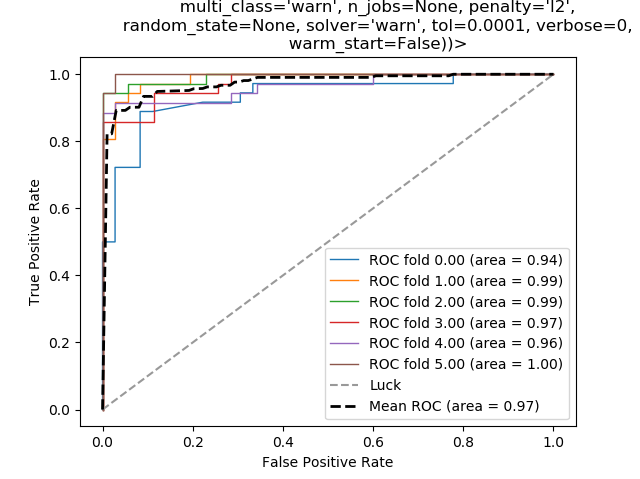 multi_class='warn', n_jobs=None, penalty='l2',
random_state=None, solver='warn', tol=0.0001, verbose=0,
warm_start=False))>
1.0
0.8
0.6
0.4
0.2
0.0
True Positive Rate
ROC fold 0.00 (area = 0.94)
ROC fold 1.00 (area = 0.99)
ROC fold 2.00 (area = 0.99)
ROC fold 3.00 (area = 0.97)
ROC fold 4.00 (area = 0.96)
ROC fold 5.00 (area = 1.00)
Luck
Mean ROC (area = 0.97)
0.0 0.2 0.4 0.6 0.8 1.0
False Positive Rate